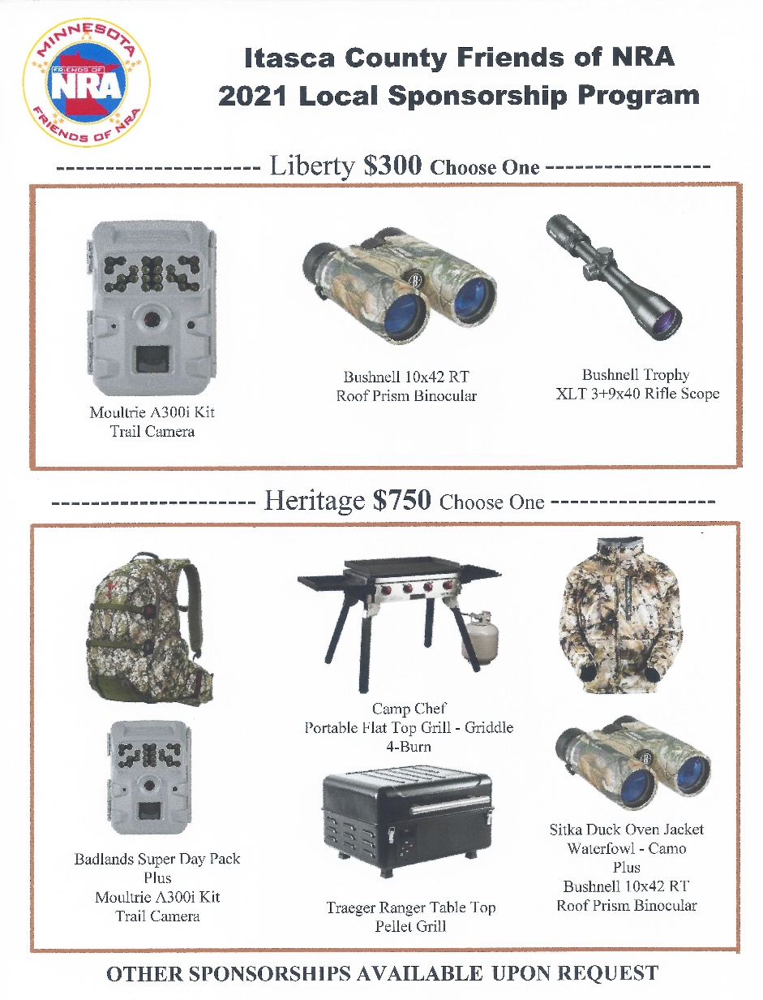 MINNESOTA
FRIENDS OF
NRA
FRIENDS OF NRA
Itasca County Friends of NRA
2021 Local Sponsorship Program
-------------------- Liberty $300 Choose One -----------------
Moultrie A300i Kit
Trail Camera
Bushnell 10x42 RT
Roof Prism Binocular
Bushnell Trophy
XLT 3+9x40 Rifle Scope
-------------------- Heritage $750 Choose One -----------------
Badlands Super Day Pack
Plus
Moultrie A300i Kit
Trail Camera
Camp Chef
Portable Flat Top Grill - Griddle
4-Burn
Traeger Ranger Table Top
Pellet Grill
Sitka Duck Oven Jacket
Waterfowl - Camo
Plus
Bushnell 10x42 RT
Roof Prism Binocular
OTHER SPONSORSHIPS AVAILABLE UPON REQUEST